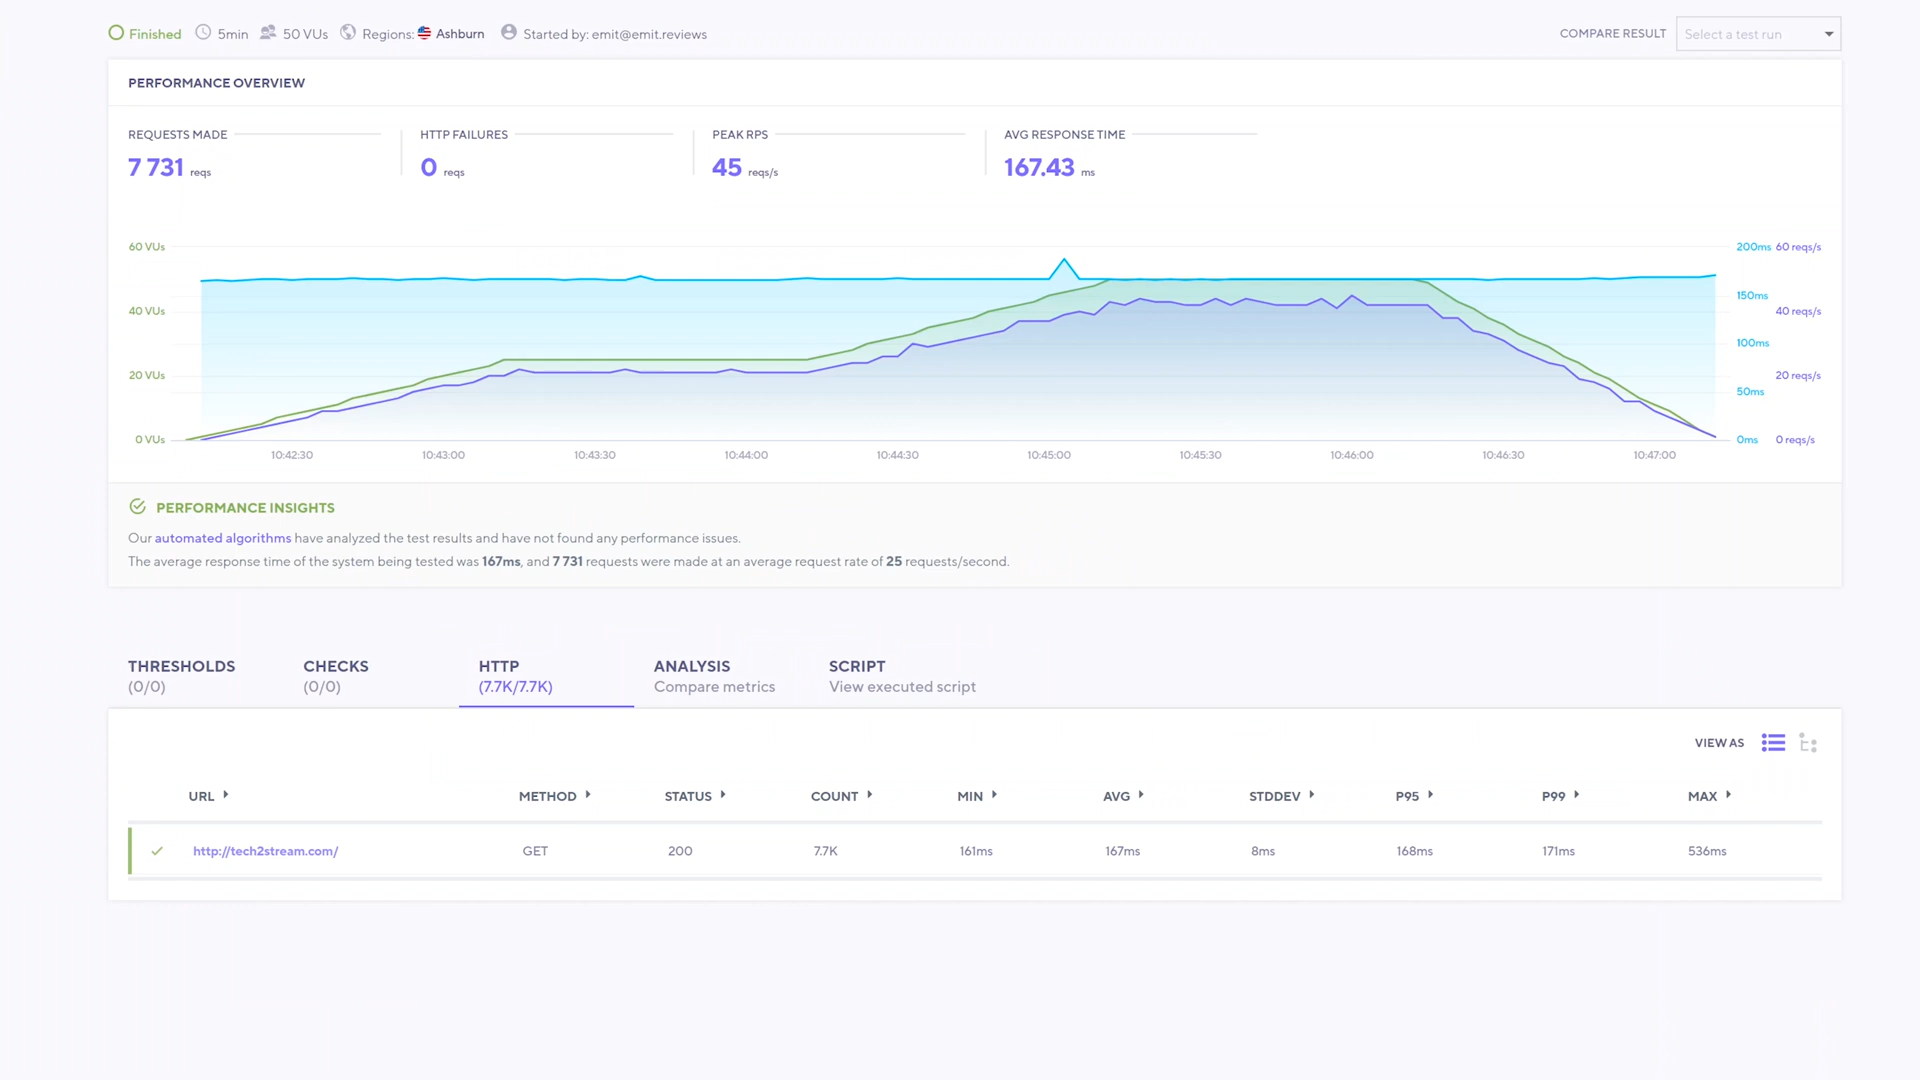 Finished 5min 50 VUs Regions: Ashburn Started by: emit@emit.reviews COMPARE RESULT Select a test run
PERFORMANCE OVERVIEW
REQUESTS MADE HTTP FAILURES PEAK RPS AVG RESPONSE TIME
7 731 reqs 0 reqs 45 reqs/s 167.43 ms
60 VUs 200ms 60 reqs/s
150ms
40 VUs 40 reqs/s
100ms
20 VUs 20 reqs/s
50ms
0 VUs 0ms 0 reqs/s
10:42:30 10:43:00 10:43:30 10:44:00 10:44:30 10:45:00 10:45:30 10:46:00 10:46:30 10:47:00
PERFORMANCE INSIGHTS
Our automated algorithms have analyzed the test results and have not found any performance issues.
The average response time of the system being tested was 167ms, and 7 731 requests were made at an average request rate of 25 requests/second.
THRESHOLDS CHECKS HTTP ANALYSIS SCRIPT
(0/0) (0/0) (7.7K/7.7K) Compare metrics View executed script
VIEW AS
URL METHOD STATUS COUNT MIN AVG STDDEV P95 P99 MAX
http://tech2stream.com/ GET 200 7.7K 161ms 167ms 8ms 168ms 171ms 536ms